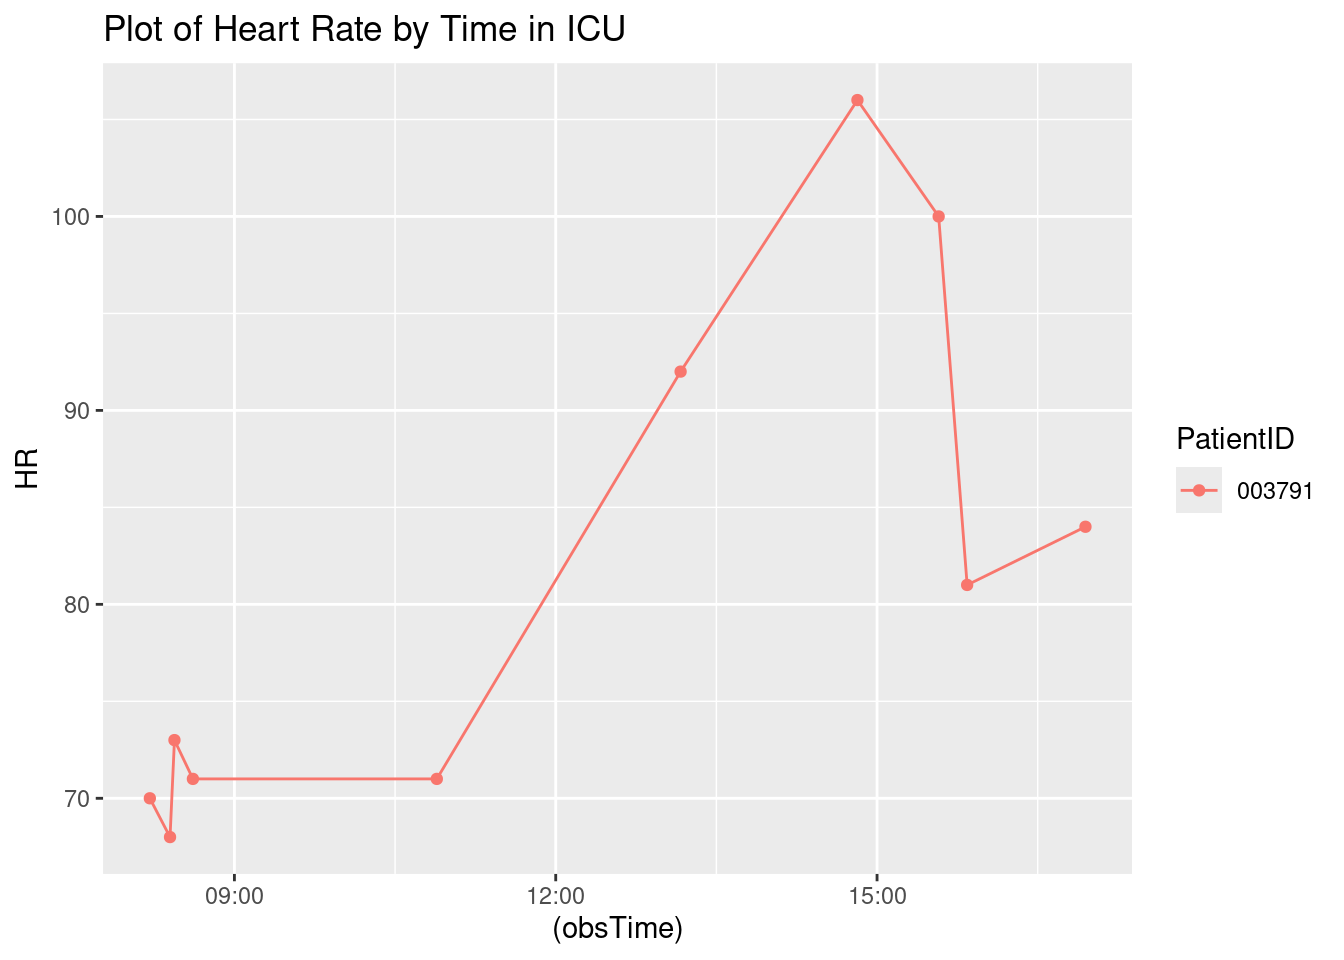 Plot of Heart Rate by Time in ICU
HR
100
90
80
70
09:00 12:00 15:00
(obsTime)
PatientID
003791